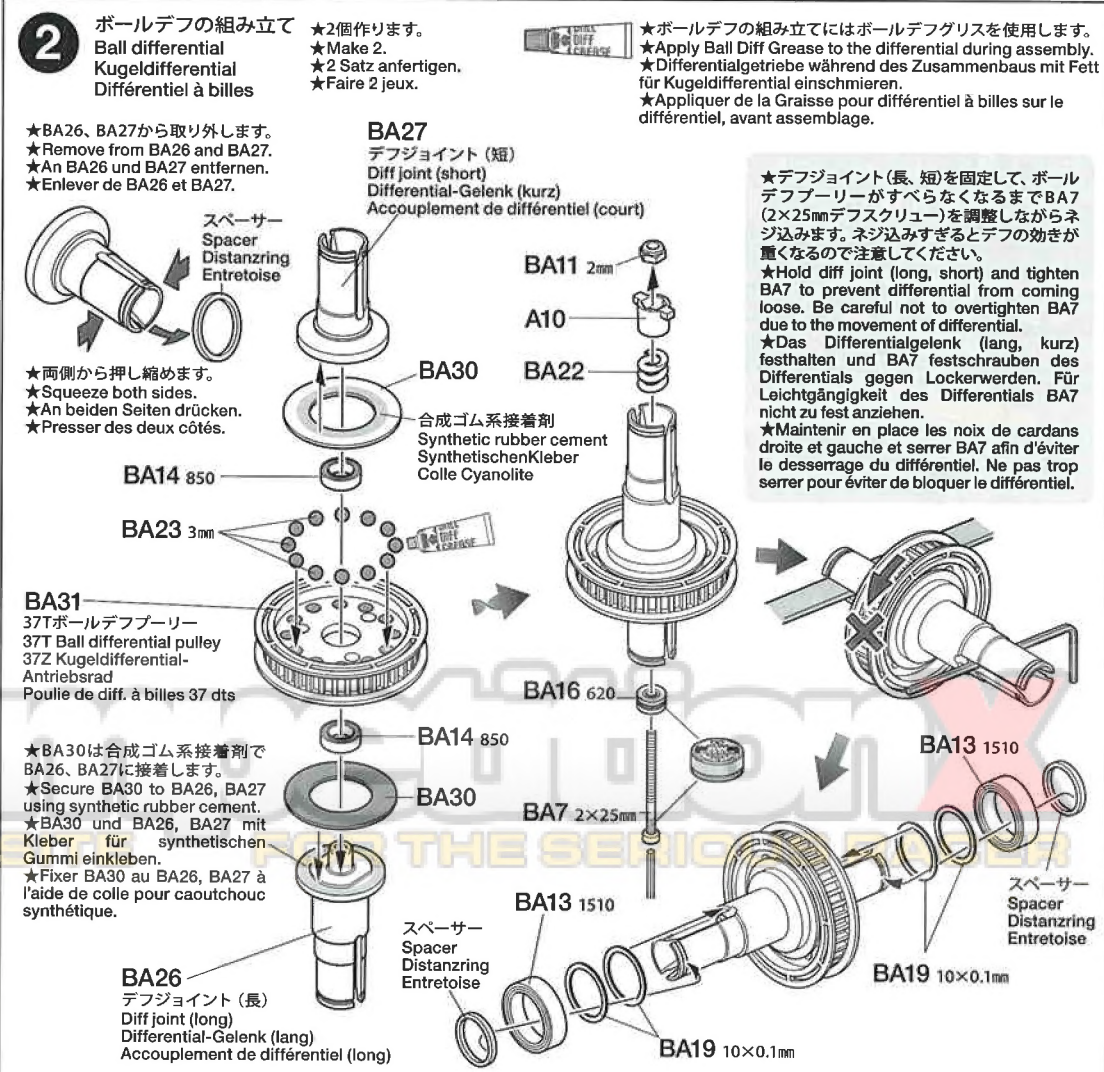 2
ボールデフの組み立て
Ball differential
Kugeldifferential
Différentiel à billes
★2個作ります。
★Make 2.
★2 Satz anfertigen.
★Faire 2 jeux.
BALL
DIFF
GREASE
★ボールデフの組み立てにはボールデフグリスを使用します。
★Apply Ball Diff Grease to the differential during assembly.
★Differentialgetriebe während des Zusammenbaus mit Fett
für Kugeldifferential einschmieren.
★Appliquer de la Graisse pour différentiel à billes sur le
différentiel, avant assemblage.
★BA26、BA27から取り外します。
★Remove from BA26 and BA27.
★An BA26 und BA27 entfernen.
★Enlever de BA26 et BA27.
スペーサー
Spacer
Distanzring
Entretoise
★両側から押し縮めます。
★Squeeze both sides.
★An beiden Seiten drücken.
★Presser des deux côtés.
BA27
デフジョイント（短）
Diff joint (short)
Differential-Gelenk (kurz)
Accouplement de différentiel (court)
BA30
合成ゴム系接着剤
Synthetic rubber cement
SynthetischenKleber
Colle Cyanolite
BA14 850
BA23 3mm
BALL
DIFF
GREASE
BA31
37Tボールデフプーリー
37T Ball differential pulley
37Z Kugeldifferential-
Antriebsrad
Poulie de diff. à billes 37 dts
BA14 850
BA30
★BA30は合成ゴム系接着剤で
BA26、BA27に接着します。
★Secure BA30 to BA26, BA27
using synthetic rubber cement.
★BA30 und BA26, BA27 mit
Kleber für synthetischen
Gummi einkleben.
★Fixer BA30 au BA26, BA27 à
l'aide de colle pour caoutchouc
synthétique.
BA26
デフジョイント（長）
Diff joint (long)
Differential-Gelenk (lang)
Accouplement de différentiel (long)
BA11 2mm
A10
BA22
BA16 620
BA7 2×25mm
★デフジョイント（長、短）を固定して、ボール
デフプーリーがすべらなくなるまでBA7
（2×25mmデフスクリュー）を調整しながらネ
ジ込みます。ネジ込みすぎるとデフの効きが
重くなるので注意してください。
★Hold diff joint (long, short) and tighten
BA7 to prevent differential from coming
loose. Be careful not to overtighten BA7
due to the movement of differential.
★Das Differentialgelenk (lang, kurz)
festhalten und BA7 festschrauben des
Differentials gegen Lockerwerden. Für
Leichtgängigkeit des Differentials BA7
nicht zu fest anziehen.
★Maintenir en place les noix de cardans
droite et gauche et serrer BA7 afin d'éviter
le desserrage du différentiel. Ne pas trop
serrer pour éviter de bloquer le différentiel.
BA13 1510
スペーサー
Spacer
Distanzring
Entretoise
BA19 10×0.1mm
BA13 1510
スペーサー
Spacer
Distanzring
Entretoise
BA19 10×0.1mm
FOR THE SERIOUS RACER